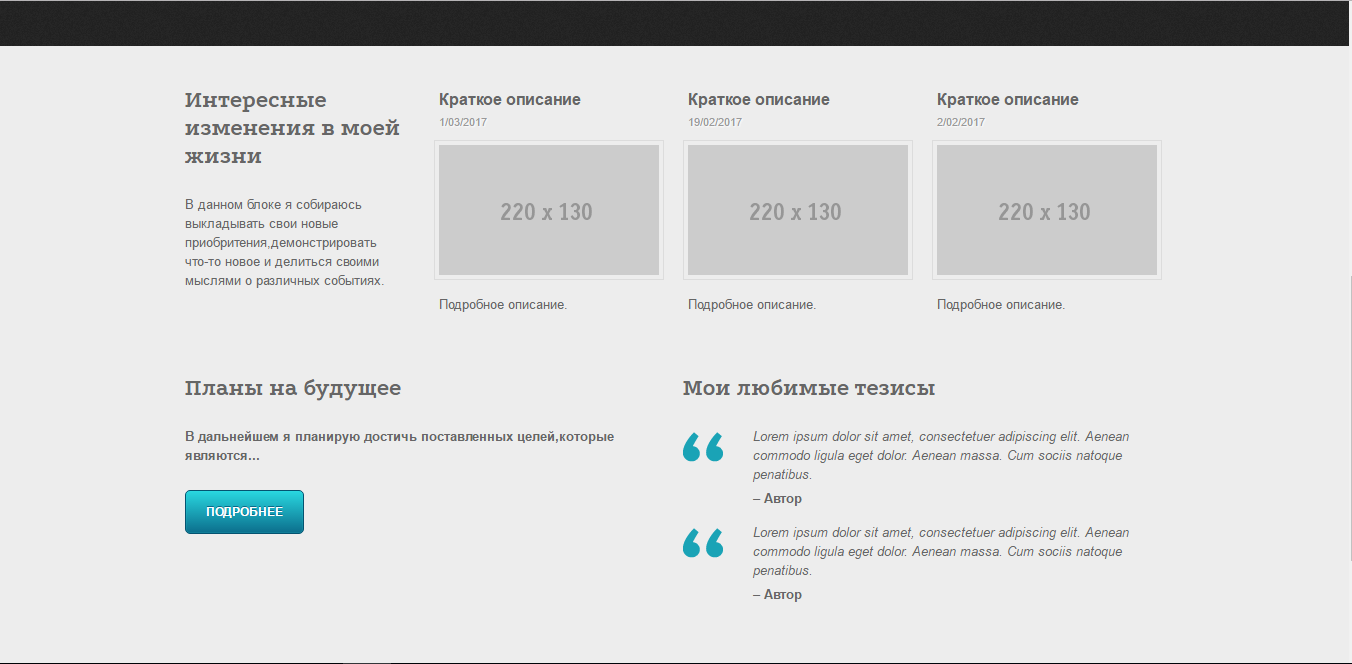 Интересные
изменения в моей
жизни
В данном блоке я собираюсь
выкладывать свои новые
приобритения,демонстрировать
что-то новое и делиться своими
мыслями о различных событиях.
Краткое описание
1/03/2017
220 x 130
Подробное описание.
Краткое описание
19/02/2017
220 x 130
Подробное описание.
Краткое описание
2/02/2017
220 x 130
Подробное описание.
Планы на будущее
В дальнейшем я планирую достичь поставленных целей,которые
являются...
ПОДРОБНЕЕ
Мои любимые тезисы
Lorem ipsum dolor sit amet, consectetuer adipiscing elit. Aenean
commodo ligula eget dolor. Aenean massa. Cum sociis natoque
penatibus.
– Автор
Lorem ipsum dolor sit amet, consectetuer adipiscing elit. Aenean
commodo ligula eget dolor. Aenean massa. Cum sociis natoque
penatibus.
– Автор